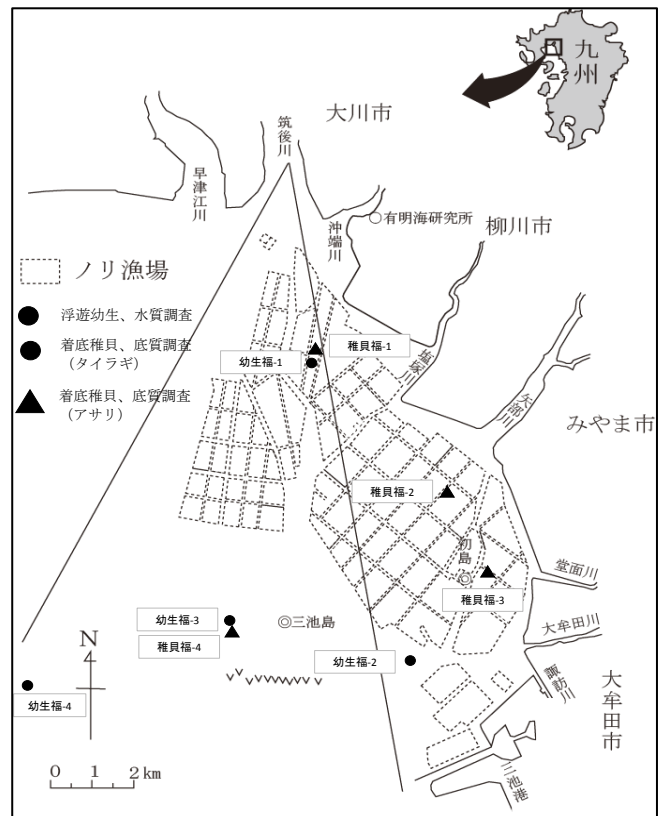 九州
大川市
筑後川
早津江川
沖端川
○有明海研究所
柳川市
ノリ漁場
浮遊幼生、水質調査
着底稚貝、底質調査
（タイラギ）
着底稚貝、底質調査
（アサリ）
稚貝福-1
幼生福-1
塩塚川
矢部川
みやま市
稚貝福-2
初島
稚貝福-3
堂面川
大牟田川
諏訪川
大牟田市
幼生福-3
稚貝福-4
◎三池島
幼生福-2
N
幼生福-4
0 1 2km
三池港